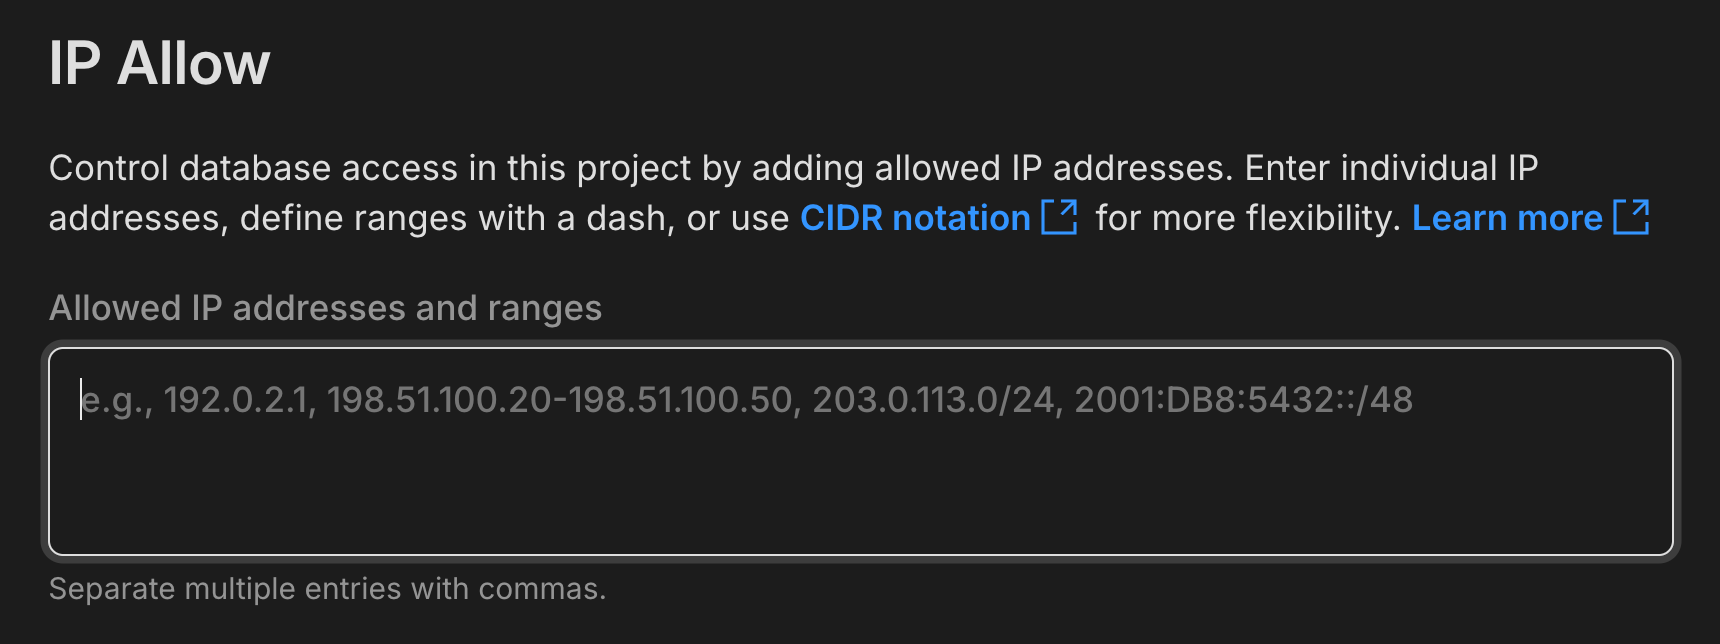 IP Allow
Control database access in this project by adding allowed IP addresses. Enter individual IP
addresses, define ranges with a dash, or use CIDR notation for more flexibility. Learn more
Allowed IP addresses and ranges
e.g., 192.0.2.1, 198.51.100.20-198.51.100.50, 203.0.113.0/24, 2001:DB8:5432::/48
Separate multiple entries with commas.